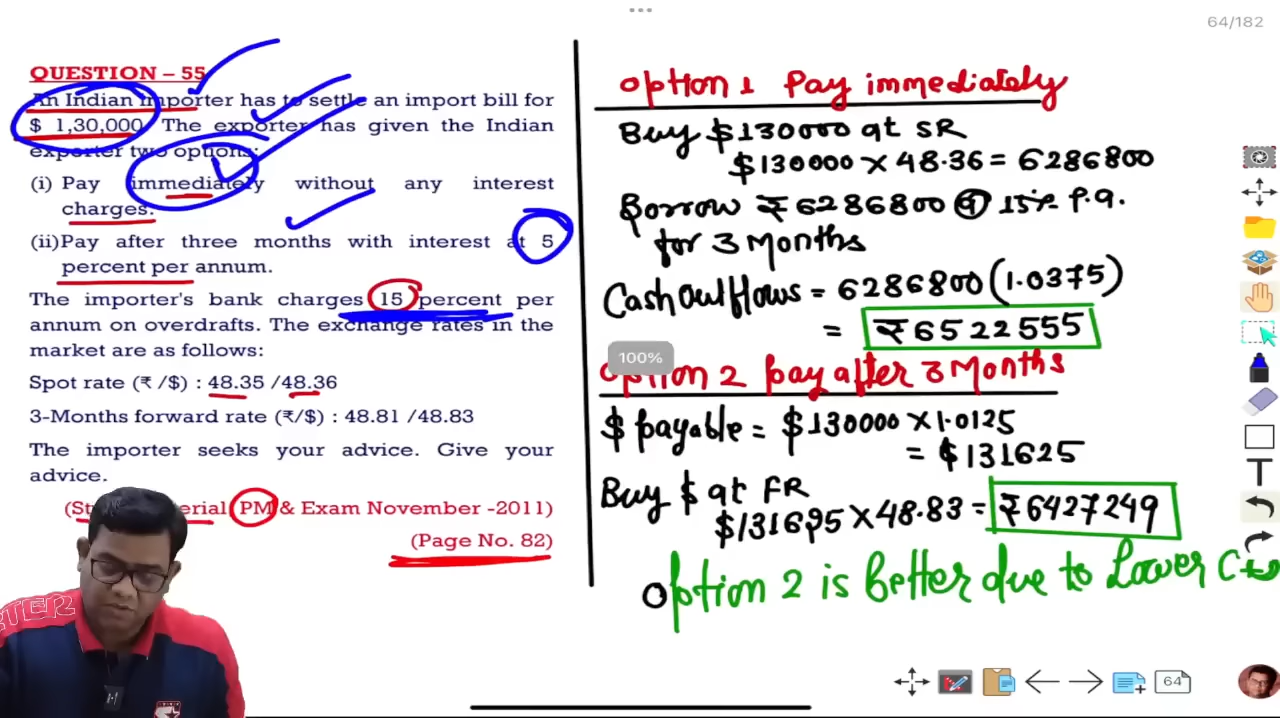 64/182
QUESTION – 55
An Indian importer has to settle an import bill for
$ 1,30,000. The exporter has given the Indian
exporter two options:
(i) Pay immediately without any interest
charges.
(ii)Pay after three months with interest at 5
percent per annum.
The importer's bank charges 15 percent per
annum on overdrafts. The exchange rates in the
market are as follows:
Spot rate (₹ /$) : 48.35 /48.36
3-Months forward rate (₹/$) : 48.81 /48.83
The importer seeks your advice. Give your
advice.
PM & Exam November -2011)
(Page No. 82)
Option 1 Pay immediately
Buy $130000 at SR
$130000 × 48.36 = 6286800
Borrow ₹ 6286800 @ 15% P.a.
for 3 Months
Cash Outflows = 6286800 (1.0375)
= ₹6522555
100%
Option 2 Pay after 3 Months
$ payable = $130000 × 1.0125
= $131625
Buy $ at FR
$131625 × 48.83 = ₹6427249
Option 2 is Better due to Lower
T
64